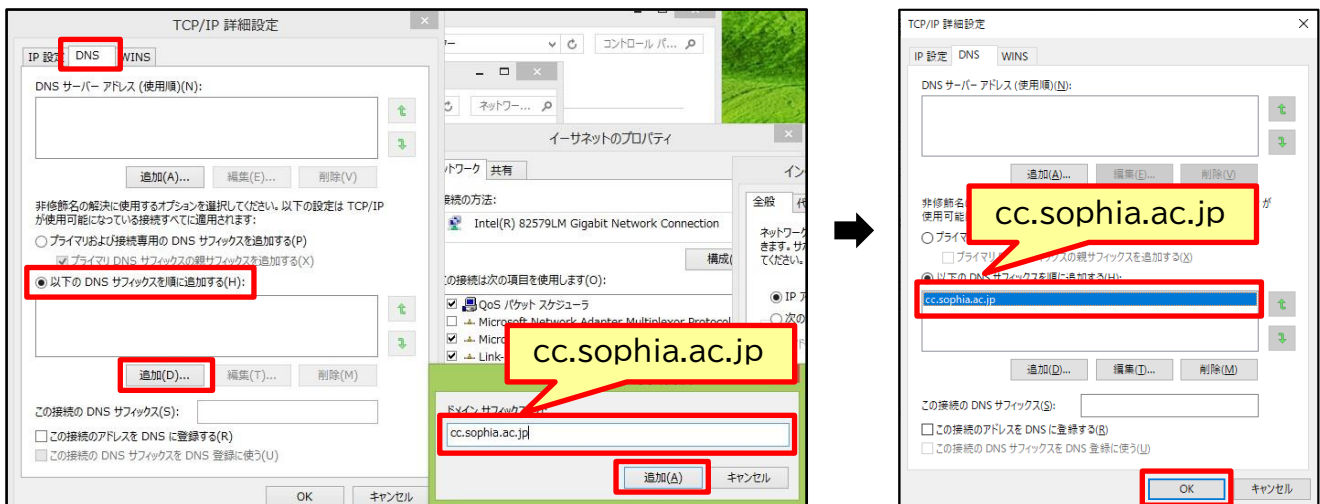 TCP/IP 詳細設定
IP 設定
DNS
WINS
DNS サーバー アドレス (使用順)(N):
追加(A)...
編集(E)...
削除(V)
非修飾名の解決に使用するオプションを選択してください。以下の設定は TCP/IP
が使用可能になっている接続すべてに適用されます:
プライマリおよび接続専用の DNS サフィックスを追加する(P)
プライマリ DNS サフィックスの親サフィックスを追加する(X)
以下の DNS サフィックスを順に追加する(H):
追加(D)...
編集(T)...
削除(M)
この接続の DNS サフィックス(S):
この接続のアドレスを DNS に登録する(R)
この接続の DNS サフィックスを DNS 登録に使う(U)
OK
キャンセル
コントロール パ...
ネットワー...
イーサネットのプロパティ
共有
Intel(R) 82579LM Gigabit Network Connection
構成(
の接続は次の項目を使用します(O):
QoS パケット スケジューラ
Microsoft Network Adapter Multiplexor Protocol
Micro
Link-
イン
全般
代
ネットワーク
きます。サポ
てください。
IP ア
次の
cc.sophia.ac.jp
ドメイン サフィックス
cc.sophia.ac.jp
追加(A)
キャンセル
TCP/IP 詳細設定
IP 設定
DNS
WINS
DNS サーバー アドレス (使用順)(N):
追加(A)...
編集(E)...
削除(V)
非修飾名
が
使用可能
cc.sophia.ac.jp
プライマ
プライマリ
フィックスの親サフィックスを追加する(X)
以下の DNS サフィックスを順に追加する(H):
cc.sophia.ac.jp
追加(D)...
編集(T)...
削除(M)
この接続の DNS サフィックス(S):
この接続のアドレスを DNS に登録する(R)
この接続の DNS サフィックスを DNS 登録に使う(U)
OK
キャンセル